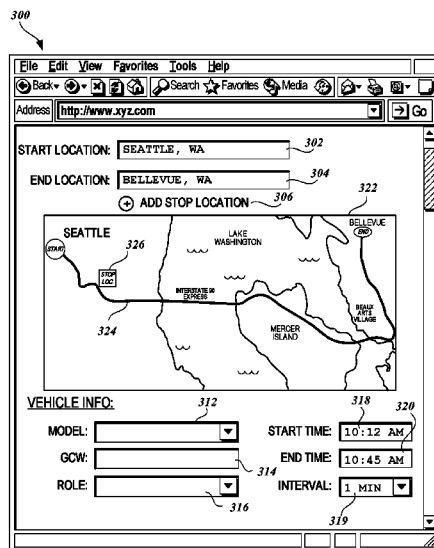 300
File Edit View Favorites Tools Help
Back Search Favorites Media
Address http://www.xyz.com Go
START LOCATION: SEATTLE, WA 302
END LOCATION: BELLEVUE, WA 304
ADD STOP LOCATION 306
322
SEATTLE
326
START
STOP
LOC
324
LAKE
WASHINGTON
INTERSTATE 90
EXPRESS
MERCER
ISLAND
BELLEVUE
END
BEAUX
ARTS
VILLAGE
VEHICLE INFO:
312 318 320
MODEL: START TIME: 10:12 AM
GCW: 314 END TIME: 10:45 AM
ROLE: 316 INTERVAL: 1 MIN
319